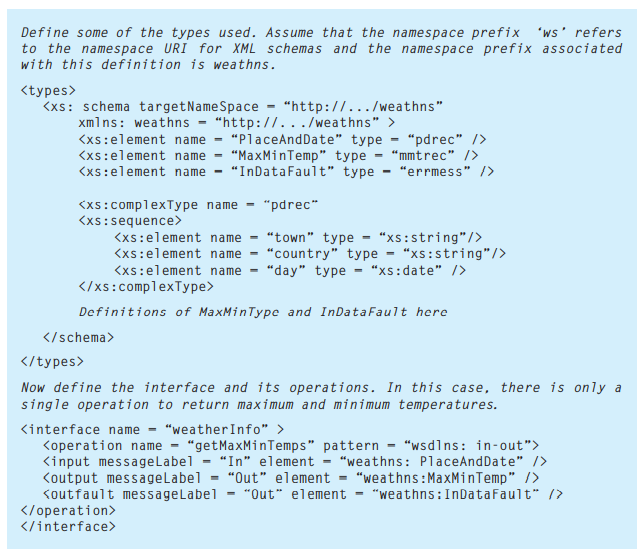 Define some of the types used. Assume that the namespace prefix ‘ws’ refers
to the namespace URI for XML schemas and the namespace prefix associated
with this definition is weathns.
<types>
<xs: schema targetNameSpace = “http://.../weathns”
xmlns: weathns = “http://.../weathns” >
<xs:element name = “PlaceAndDate” type = “pdrec” />
<xs:element name = “MaxMinTemp” type = “mmtrec” />
<xs:element name = “InDataFault” type = “errmess” />
<xs:complexType name = “pdrec”
<xs:sequence>
<xs:element name = “town” type = “xs:string”/>
<xs:element name = “country” type = “xs:string”/>
<xs:element name = “day” type = “xs:date” />
</xs:complexType>
Definitions of MaxMinType and InDataFault here
</schema>
</types>
Now define the interface and its operations. In this case, there is only a
single operation to return maximum and minimum temperatures.
<interface name = “weatherInfo” >
<operation name = “getMaxMinTemps” pattern = “wsdlns: in-out”>
<input messageLabel = “In” element = “weathns: PlaceAndDate” />
<output messageLabel = “Out” element = “weathns:MaxMinTemp” />
<outfault messageLabel = “Out” element = “weathns:InDataFault” />
</operation>
</interface>